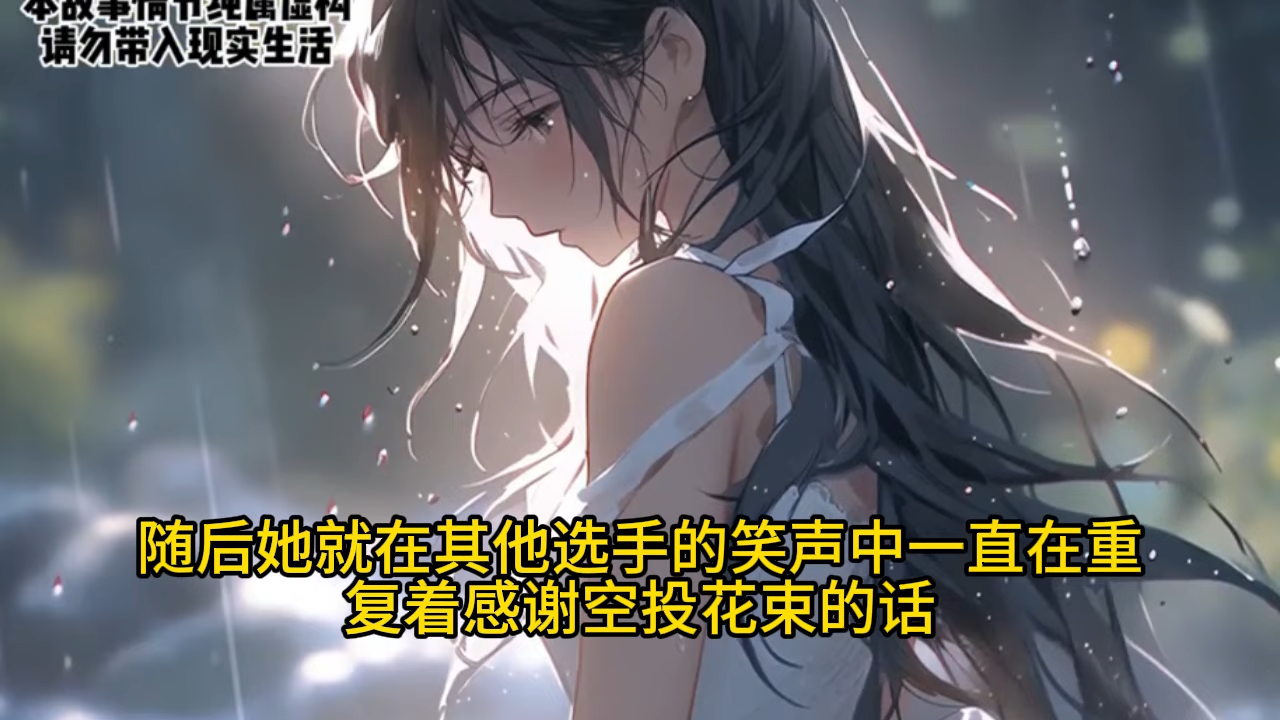 本故事情节纯属虚构
请勿带入现实生活
随后她就在其他选手的笑声中一直在重
复着感谢空投花束的话